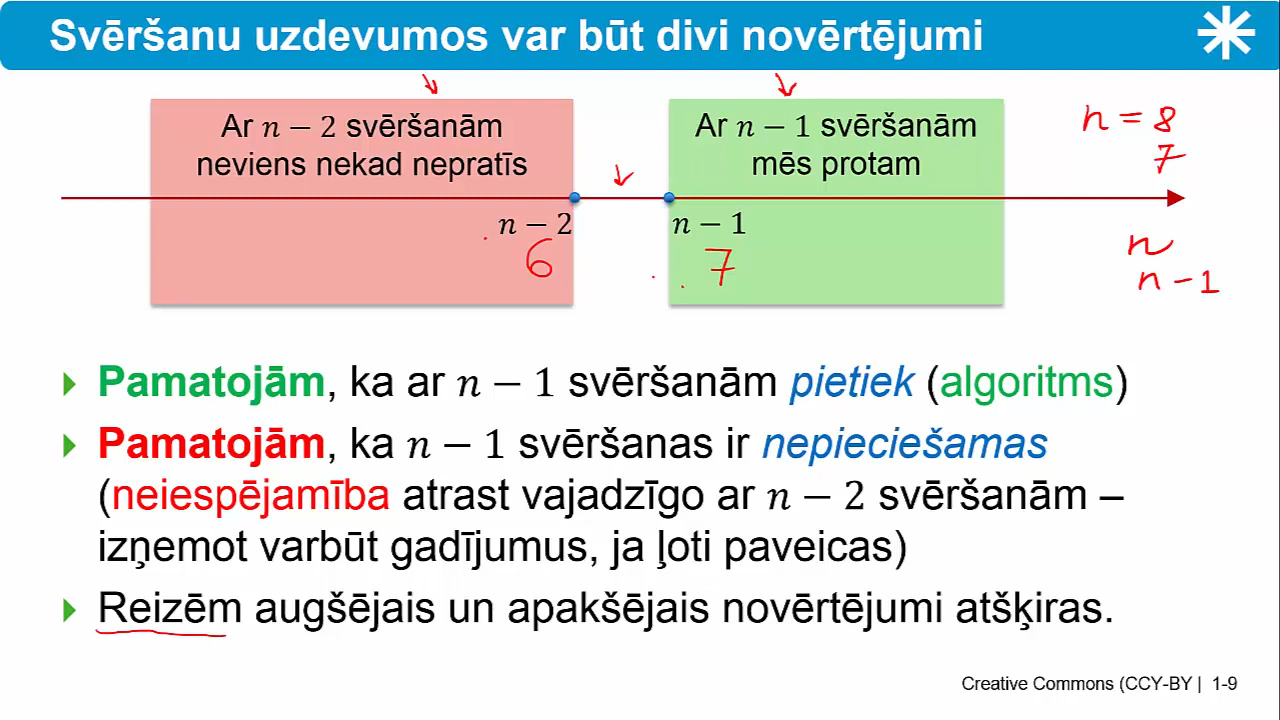 Svēršanu uzdevumos var būt divi novērtējumi
Ar n − 2 svēršanām
neviens nekad nepratīs
Ar n − 1 svēršanām
mēs protam
n = 8
7
n − 2
6
n − 1
7
n
n − 1
Pamatojām, ka ar n − 1 svēršanām pietiek (algoritms)
Pamatojām, ka n − 1 svēršanas ir nepieciešamas
(neiespējamība atrast vajadzīgo ar n − 2 svēršanām –
izņemot varbūt gadījumus, ja ļoti paveicas)
Reizēm augšējais un apakšējais novērtējumi atšķiras.
Creative Commons (CCY-BY | 1-9